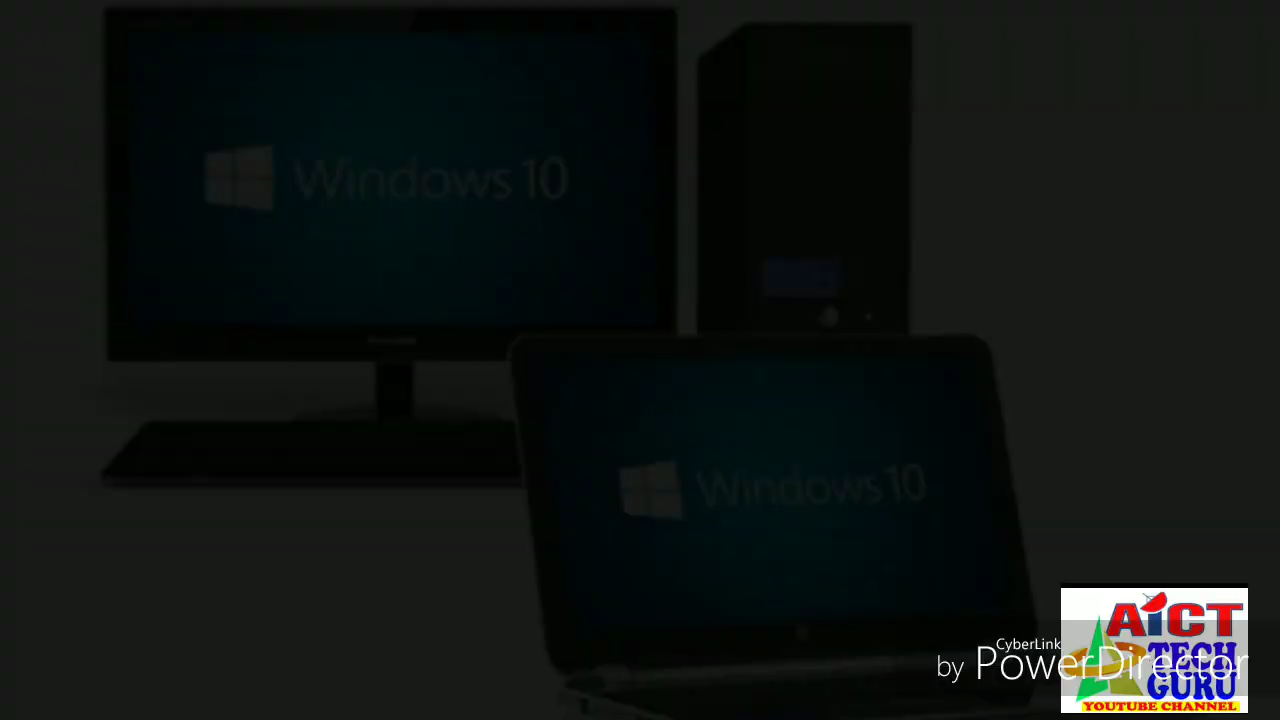 Windows 10
Windows 10
AiCT
TECH
GURU
YOUTUBE CHANNEL
CyberLink
by PowerDirector